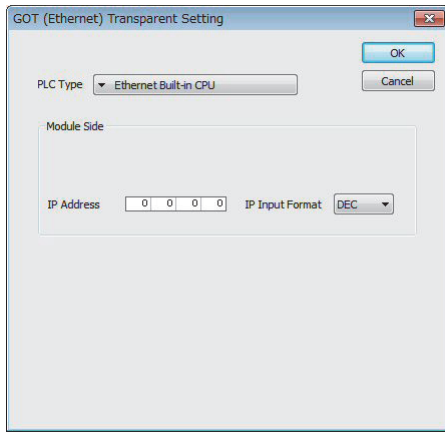 GOT (Ethernet) Transparent Setting
OK
PLC Type Ethernet Built-in CPU Cancel
Module Side
IP Address 0 0 0 0 IP Input Format DEC